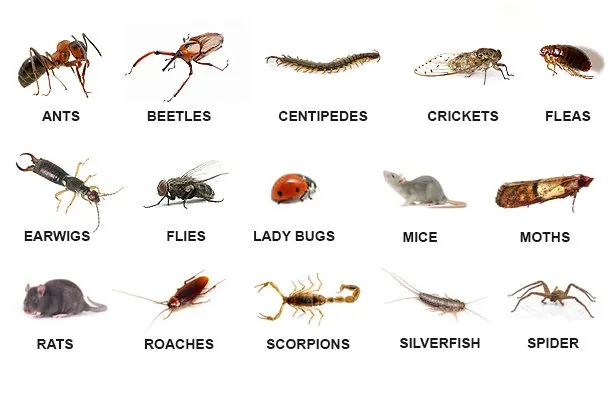 ANTS
BEETLES
CENTIPEDES
CRICKETS
FLEAS
EARWIGS
FLIES
LADY BUGS
MICE
MOTHS
RATS
ROACHES
SCORPIONS
SILVERFISH
SPIDER